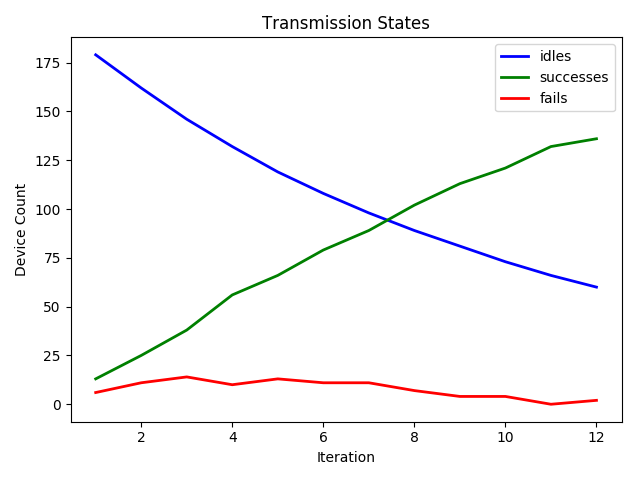 Transmission States
idles
successes
fails
Device Count
175
150
125
100
75
50
25
0
2 4 6 8 10 12
Iteration